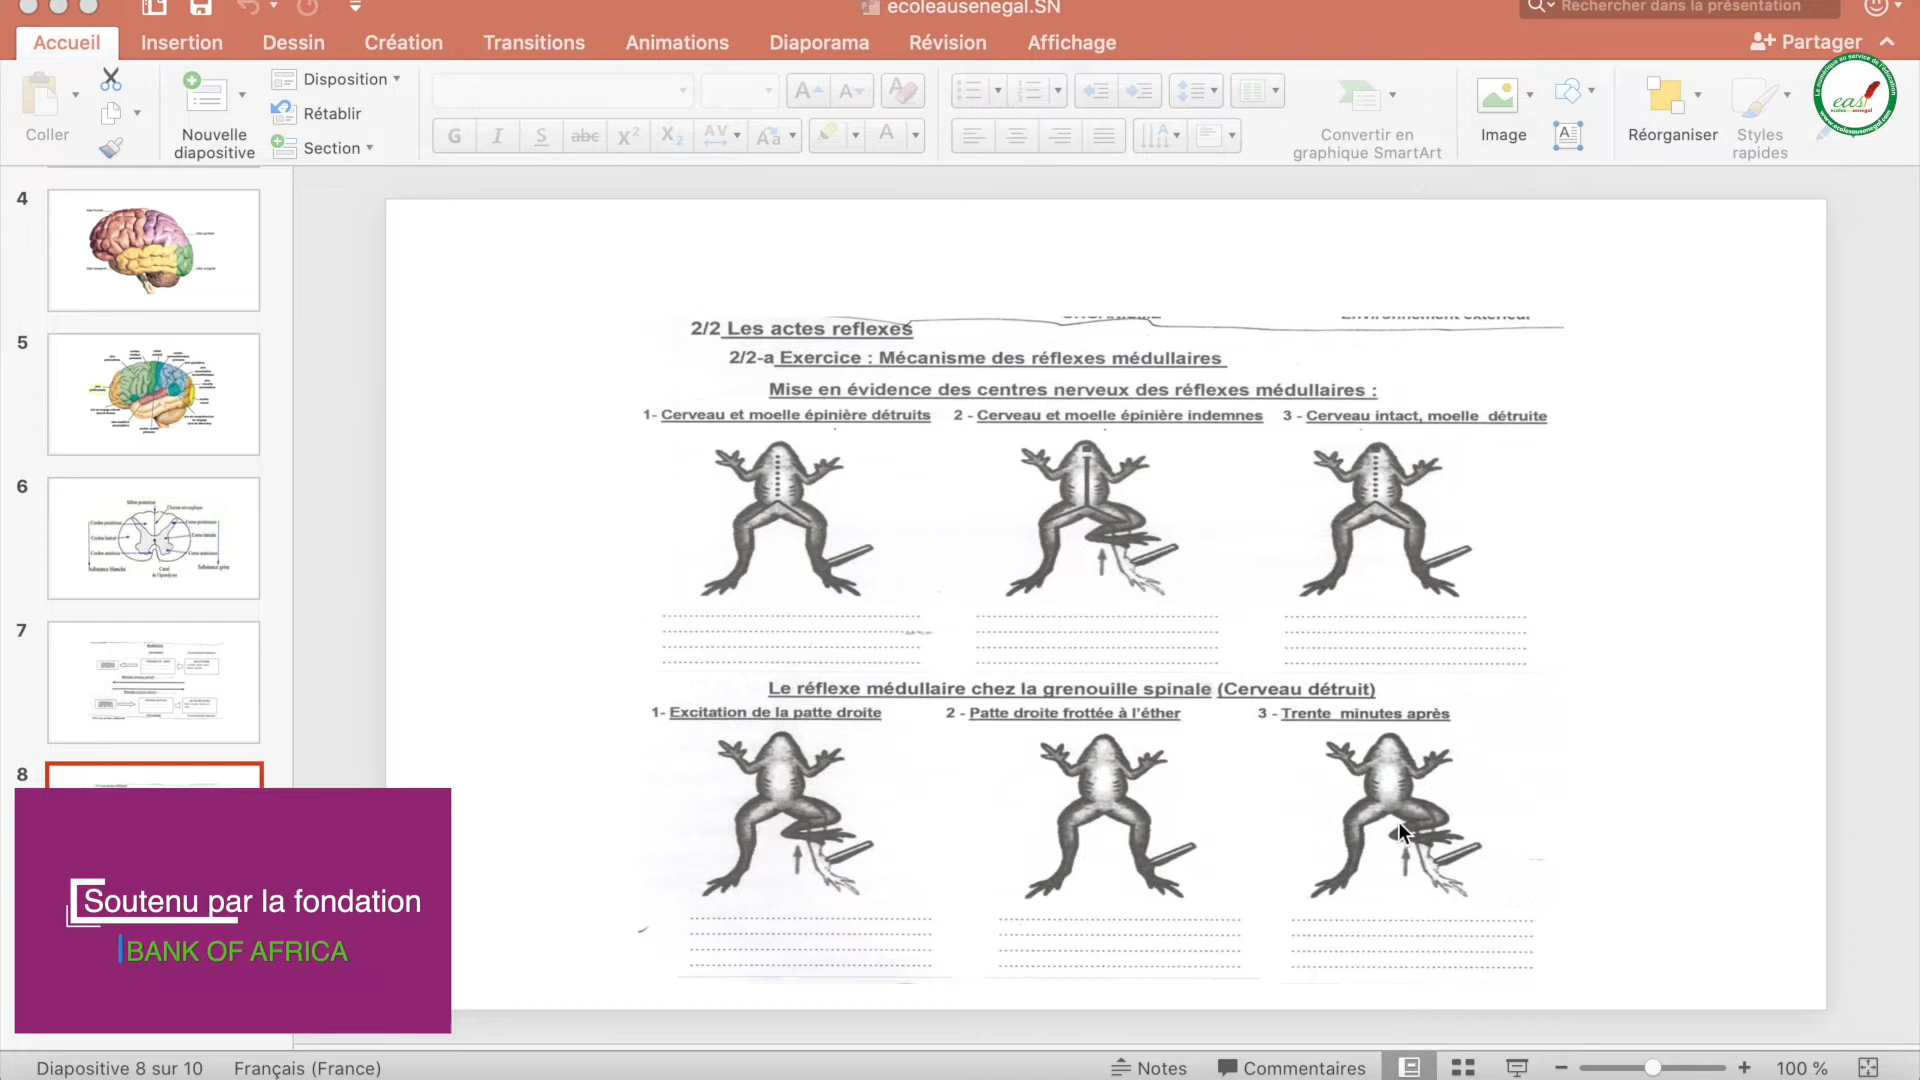 ecoleausenegal.SN
Rechercher dans la présentation
Accueil Insertion Dessin Création Transitions Animations Diaporama Révision Affichage
Partager
Coller
Nouvelle diapositive
Disposition
Rétablir
Section
Convertir en graphique SmartArt
Image
Réorganiser
Styles rapides
easi
4
5
6
7
8
2/2 Les actes reflexes
2/2-a Exercice : Mécanisme des réflexes médullaires
Mise en évidence des centres nerveux des réflexes médullaires :
1- Cerveau et moelle épinière détruits
2 - Cerveau et moelle épinière indemnes
3 - Cerveau intact, moelle détruite
Le réflexe médullaire chez la grenouille spinale (Cerveau détruit)
1- Excitation de la patte droite
2 - Patte droite frottée à l'éther
3 - Trente minutes après
Soutenu par la fondation
BANK OF AFRICA
Diapositive 8 sur 10
Français (France)
Notes
Commentaires
100 %